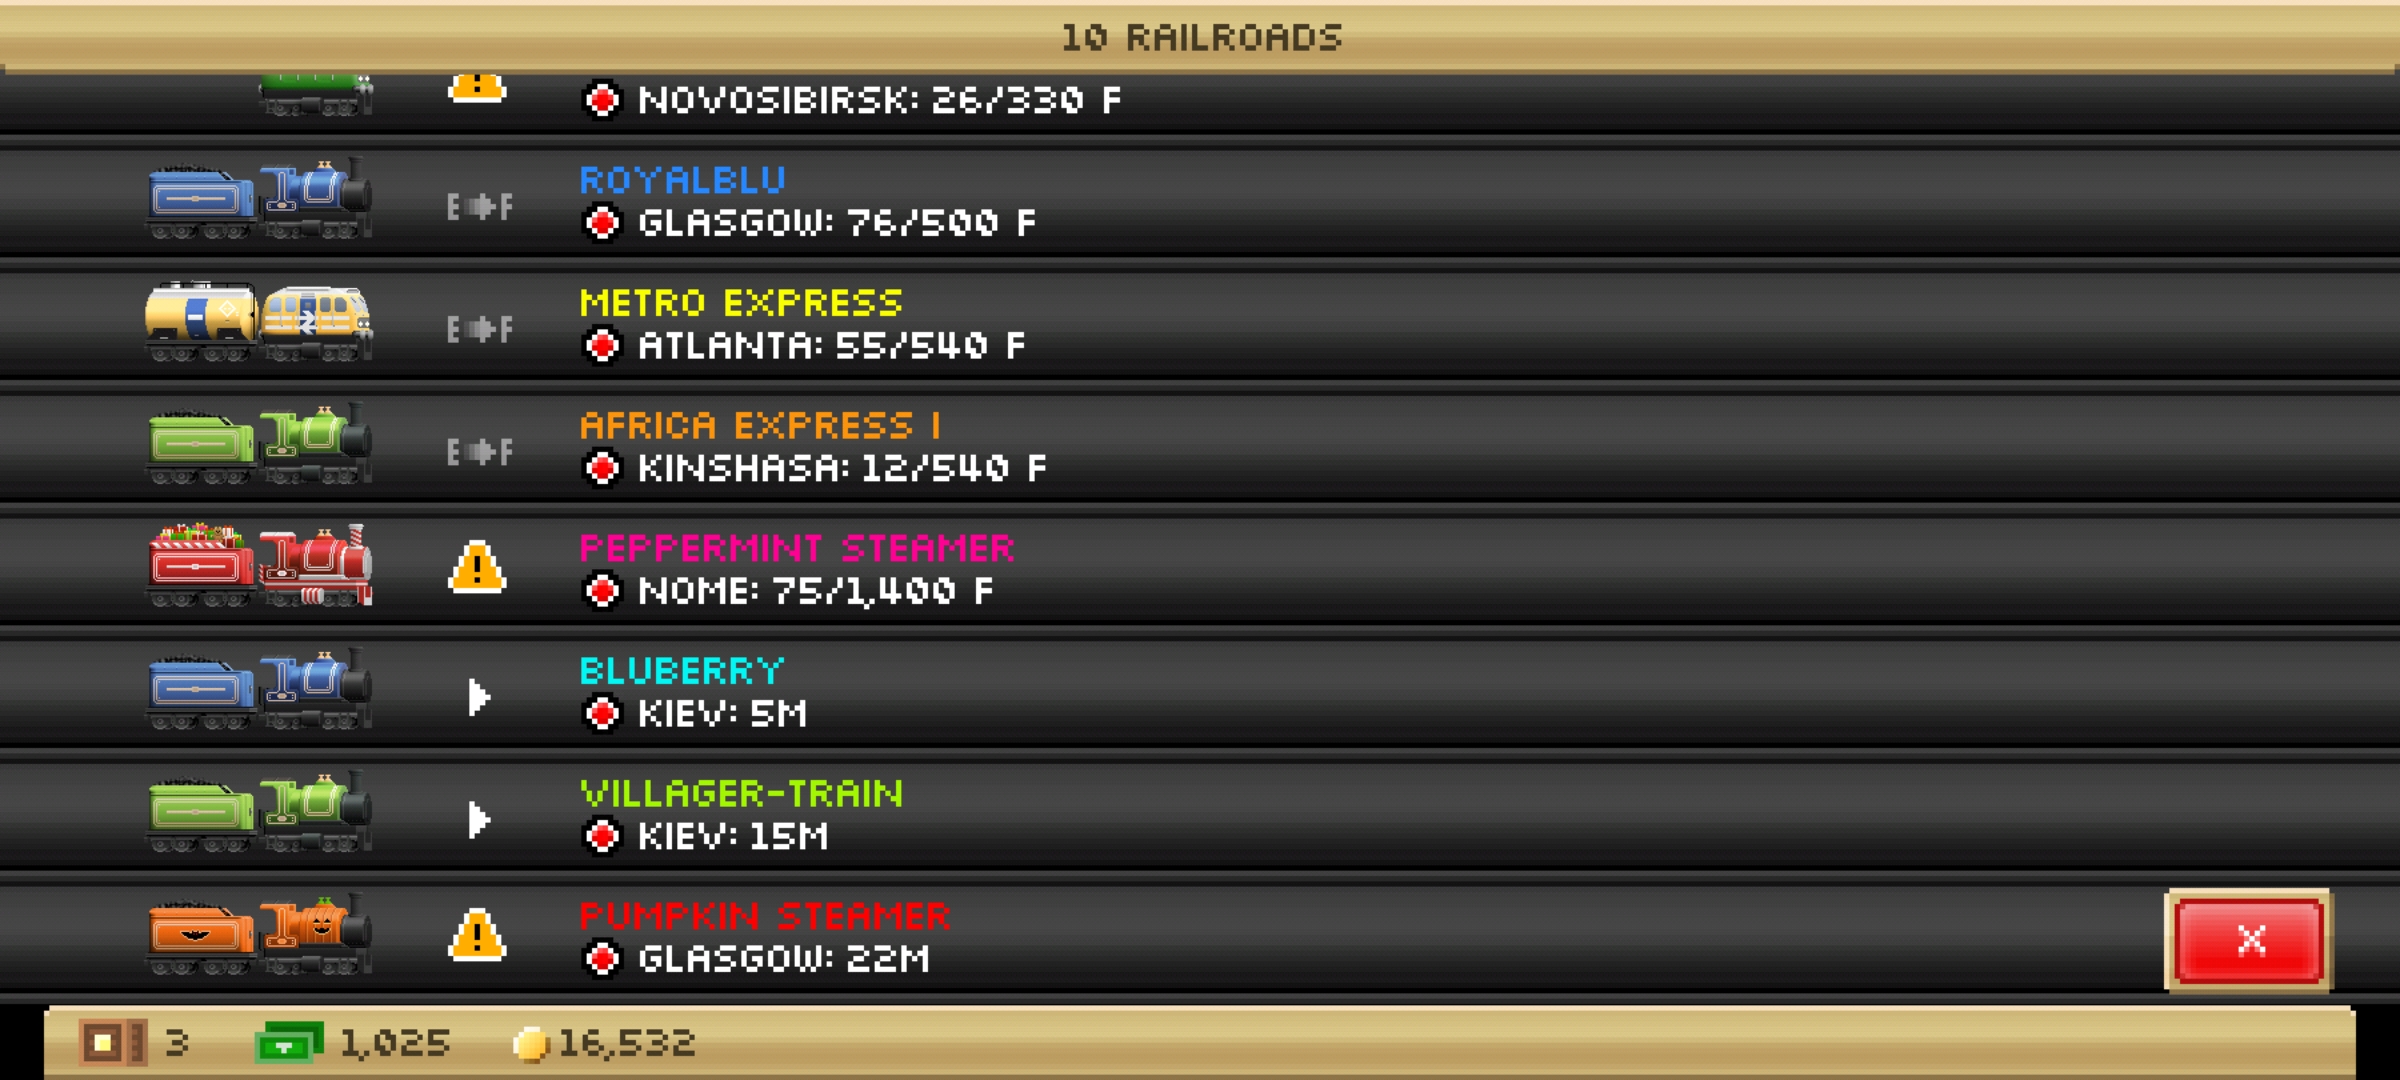 10 RAILROADS
NOVOSIBIRSK: 26/330 F
ROYALBLU
E F
GLASGOW: 76/500 F
METRO EXPRESS
E F
ATLANTA: 55/540 F
AFRICA EXPRESS I
E F
KINSHASA: 12/540 F
PEPPERMINT STEAMER
NOME: 75/1,400 F
BLUBERRY
KIEV: 5M
VILLAGER-TRAIN
KIEV: 15M
PUMPKIN STEAMER
GLASGOW: 22M
X
3 1,025 16,532